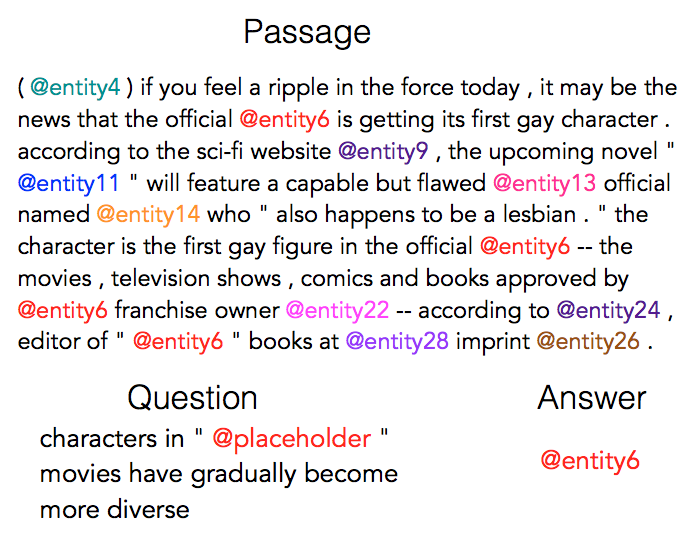 Passage
( @entity4 ) if you feel a ripple in the force today , it may be the
news that the official @entity6 is getting its first gay character .
according to the sci-fi website @entity9 , the upcoming novel "
@entity11 " will feature a capable but flawed @entity13 official
named @entity14 who " also happens to be a lesbian . " the
character is the first gay figure in the official @entity6 -- the
movies , television shows , comics and books approved by
@entity6 franchise owner @entity22 -- according to @entity24 ,
editor of " @entity6 " books at @entity28 imprint @entity26 .
Question
characters in " @placeholder "
movies have gradually become
more diverse
Answer
@entity6